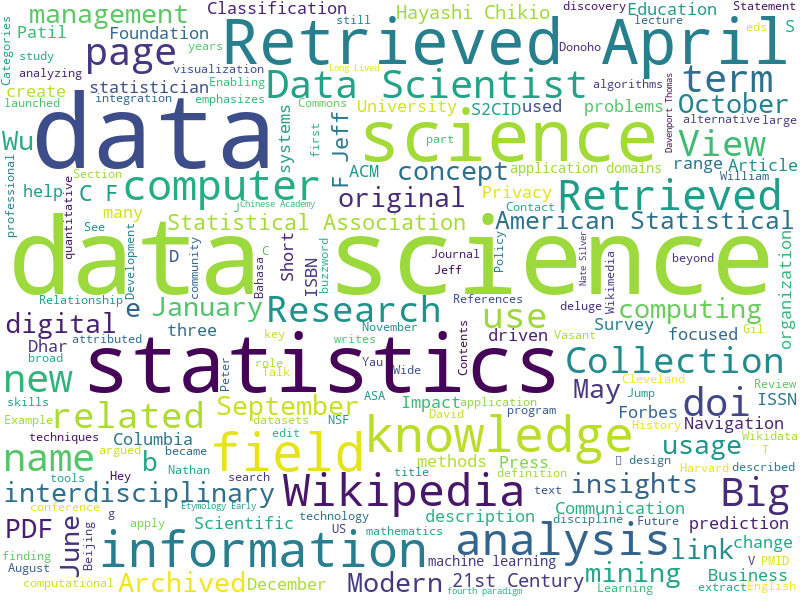 Classification
Hayashi Chikio
discovery
Education
Statement
management
Retrieved April
still
lecture
eds
S
Categories
Patil
Foundation
page
Donoho
study
years
statistician
visualization
Enabling
Long Lived
term
analyzing
Data Scientist
algorithms
create
integration
emphasizes
Commons
University
S2CID
used
problems
alternative
large
Davenport Thomas
launched
data
science
October
Wu
systems
first
F Jeff
part
View
professional
ACM
concept
application domains
range
Article
help
C F
computer
original
Privacy
William
quantitative
J
Chinese Academy
Contact
Retrieved
many
Statistical Association
American Statistical
See
Development
community
D
C
Bahasa
Short
ISBN
buzzword
Journal
Jeff
Policy
beyond
Nate Silver
Wikimedia
organization
data science
Relationship
January
e
Research
References
use
deluge
computing
digital
attributed
three
November
driven
Survey
focused
Gil
Dhar
broad
key
writes
Vasant
statistics
Contents
Collection
new
role
Talk
Yau
Wide
Peter
skills
ASA
Impact
application
May
Cleveland
Jump
doi
Review
ISSN
Example
related
September
datasets
NSF
David
program
Forbes
History
Navigation
techniques
Columbia
edit
knowledge
usage
Wikidata
T
name
argued
became
b
field
Hey
Nathan
methods
Press
title
definition
design
Harvard
described
tools
search
Wikipedia
text
insights
Big
interdisciplinary
conference
Etymology Early
g
technology
description
Communication
prediction
PDF
June
Beijing
apply
Scientific
US
mathematics
discipline
Future
change
finding
information
analysis
link
August
machine learning
V
PMID
computational
Archived
December
Modern
21st Century
fourth paradigm
mining
Learning
Business
extract
English
Section